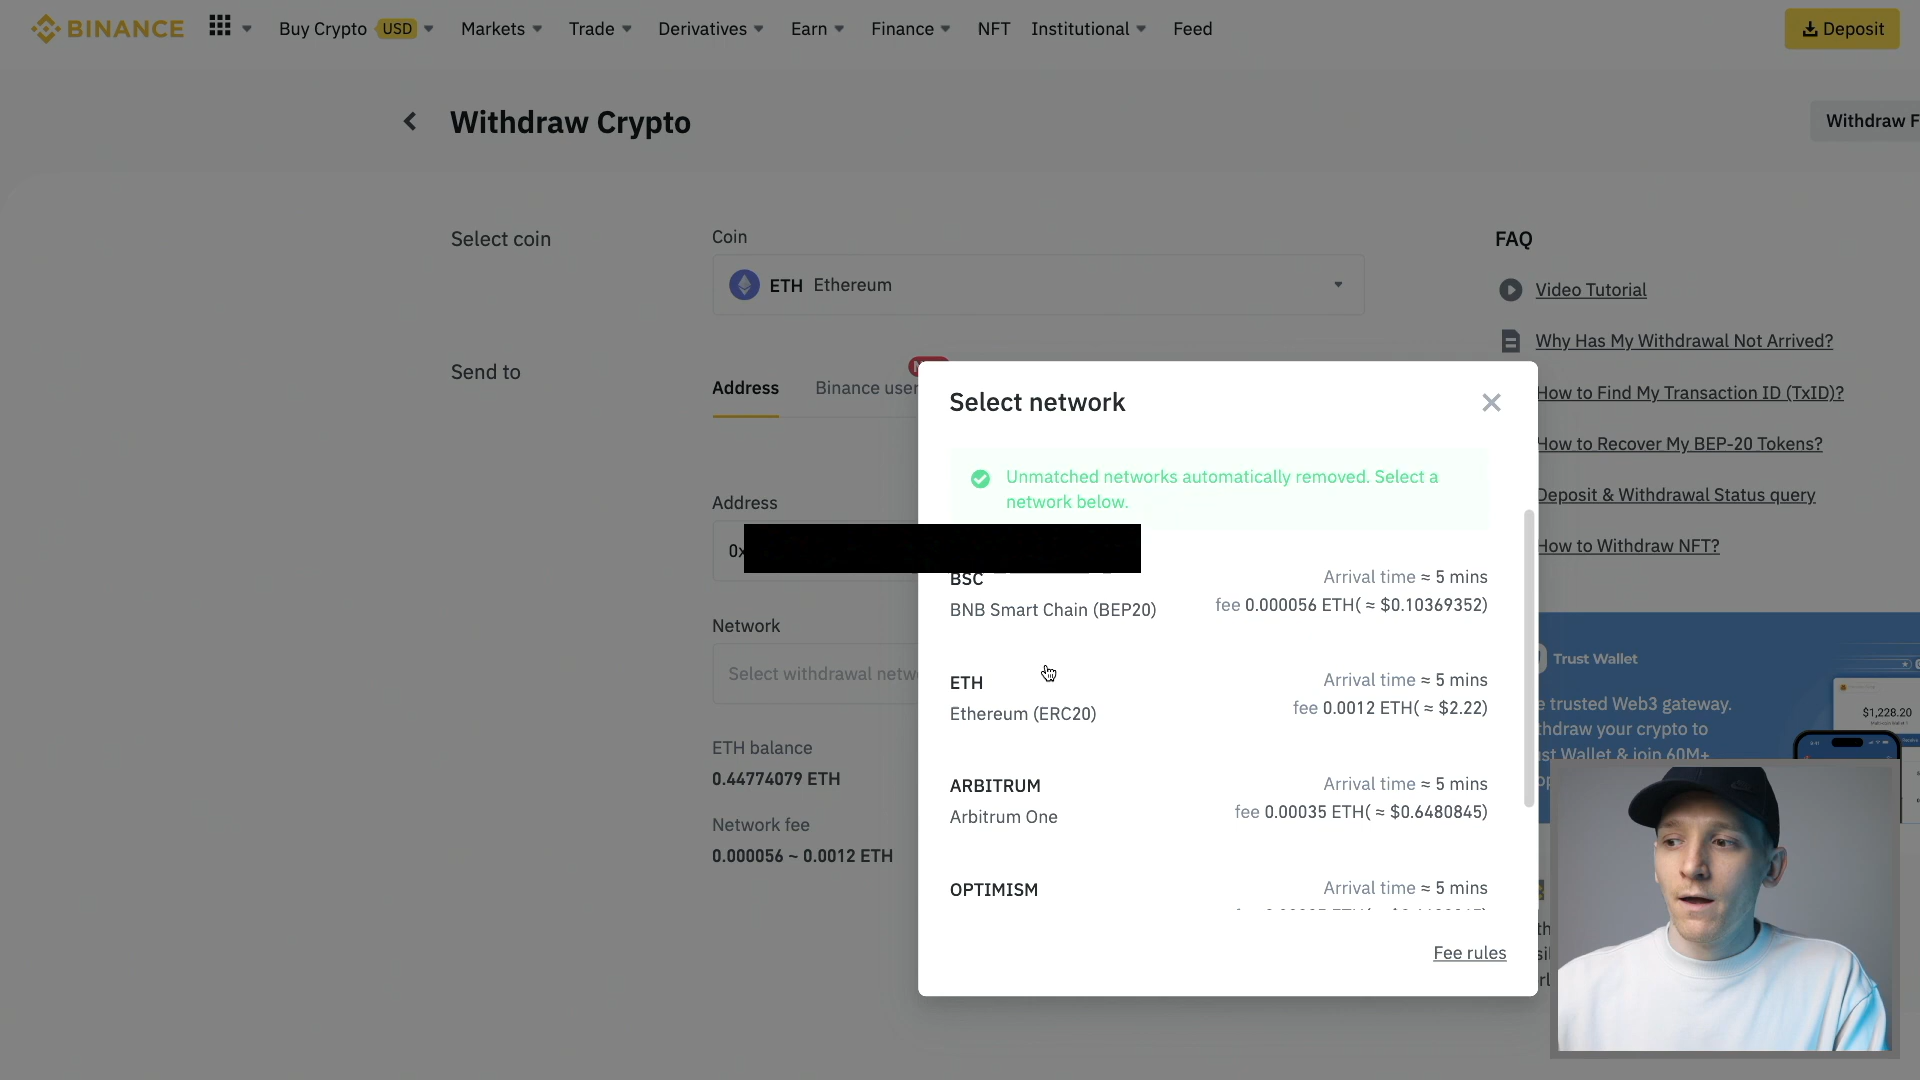 BINANCE
Buy Crypto USD Markets Trade Derivatives Earn Finance NFT Institutional Feed
Deposit
Withdraw Crypto
Withdraw F
Select coin
Coin
ETH Ethereum
FAQ
Video Tutorial
Why Has My Withdrawal Not Arrived?
How to Find My Transaction ID (TxID)?
How to Recover My BEP-20 Tokens?
Deposit & Withdrawal Status query
How to Withdraw NFT?
Send to
Address Binance user
Address
0x
Network
Select withdrawal netw
ETH balance
0.44774079 ETH
Network fee
0.000056 ~ 0.0012 ETH
Select network
Unmatched networks automatically removed. Select a
network below.
BSC
Arrival time ≈ 5 mins
BNB Smart Chain (BEP20)
fee 0.000056 ETH( ≈ $0.10369352)
ETH
Arrival time ≈ 5 mins
Ethereum (ERC20)
fee 0.0012 ETH( ≈ $2.22)
ARBITRUM
Arrival time ≈ 5 mins
Arbitrum One
fee 0.00035 ETH( ≈ $0.6480845)
OPTIMISM
Arrival time ≈ 5 mins
Fee rules
Trust Wallet
e trusted Web3 gateway.
hdraw your crypto to
st Wallet & join 60M+
$1,228.20